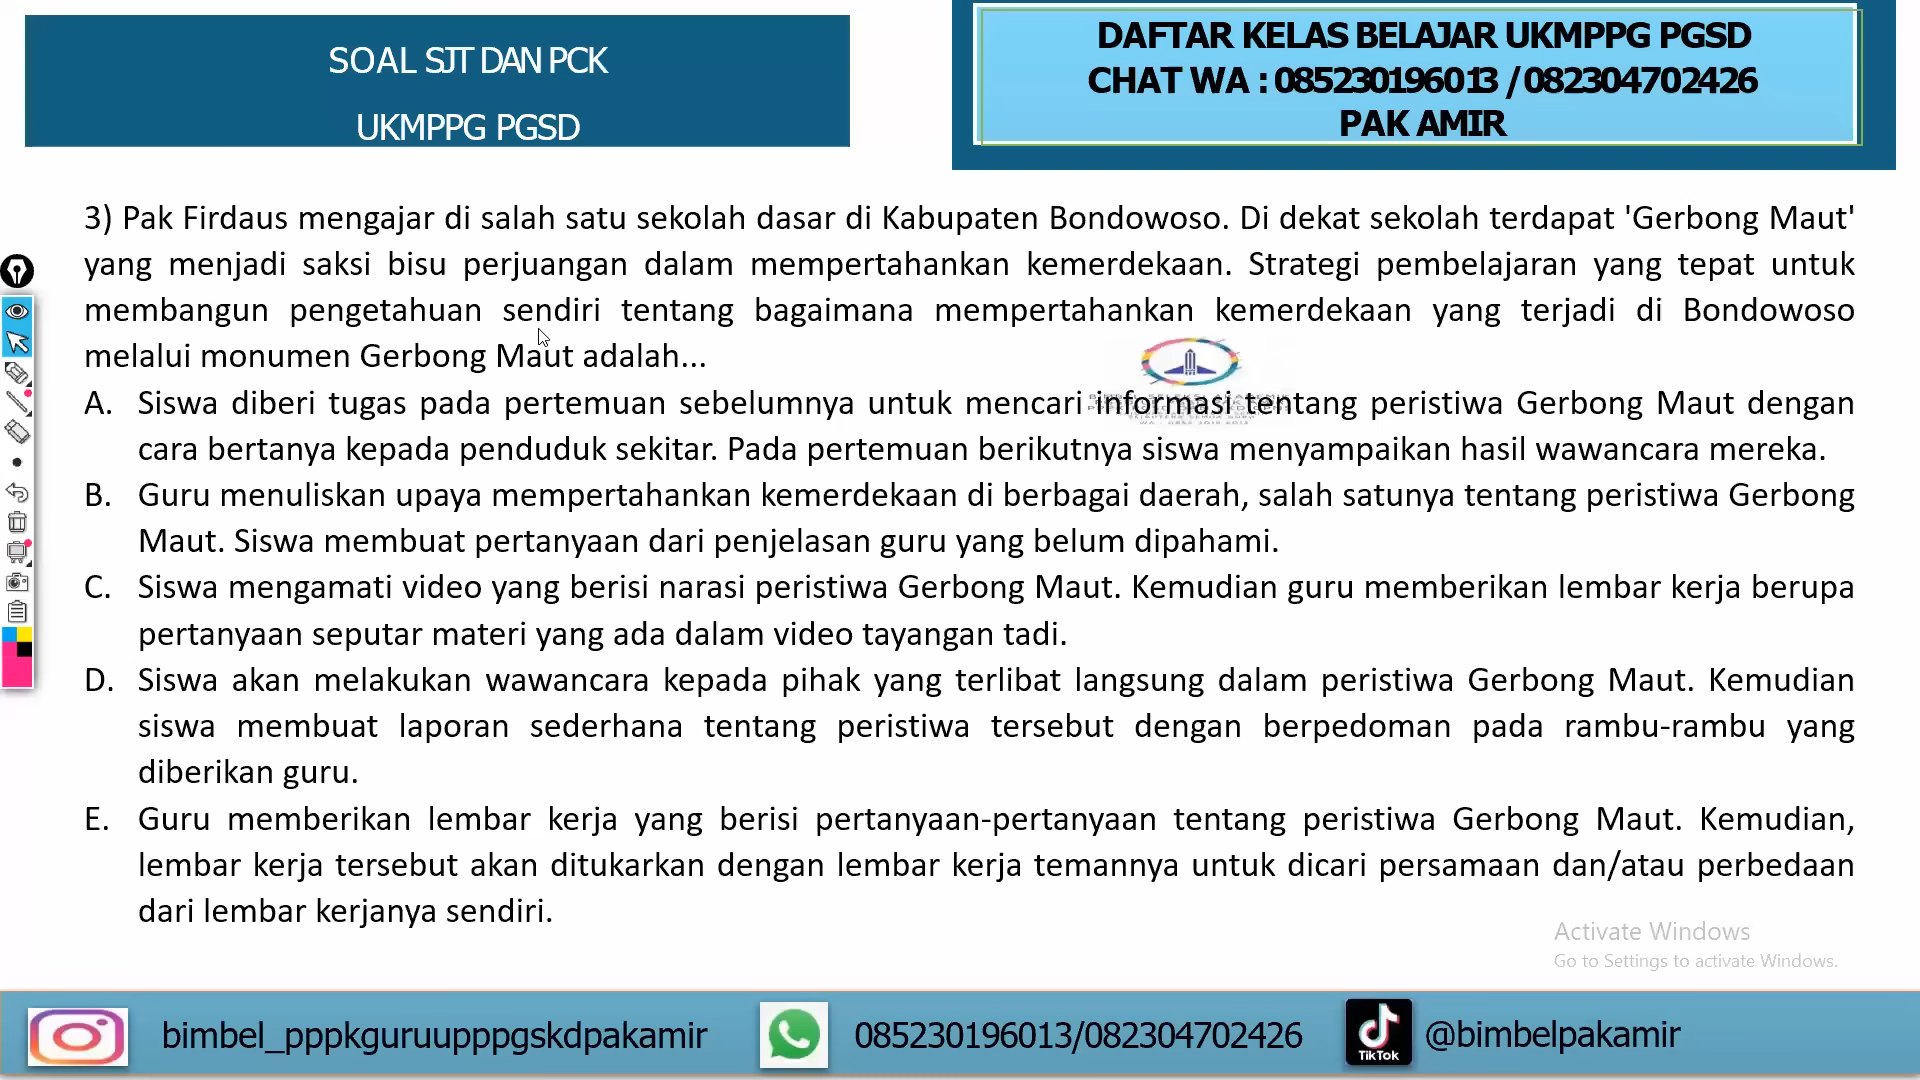 SOAL SJT DAN PCK
UKMPPG PGSD
DAFTAR KELAS BELAJAR UKMPPG PGSD
CHAT WA : 085230196013 / 082304702426
PAK AMIR
3) Pak Firdaus mengajar di salah satu sekolah dasar di Kabupaten Bondowoso. Di dekat sekolah terdapat 'Gerbong Maut'
yang menjadi saksi bisu perjuangan dalam mempertahankan kemerdekaan. Strategi pembelajaran yang tepat untuk
membangun pengetahuan sendiri tentang bagaimana mempertahankan kemerdekaan yang terjadi di Bondowoso
melalui monumen Gerbong Maut adalah...
A. Siswa diberi tugas pada pertemuan sebelumnya untuk mencari informasi tentang peristiwa Gerbong Maut dengan
cara bertanya kepada penduduk sekitar. Pada pertemuan berikutnya siswa menyampaikan hasil wawancara mereka.
B. Guru menuliskan upaya mempertahankan kemerdekaan di berbagai daerah, salah satunya tentang peristiwa Gerbong
Maut. Siswa membuat pertanyaan dari penjelasan guru yang belum dipahami.
C. Siswa mengamati video yang berisi narasi peristiwa Gerbong Maut. Kemudian guru memberikan lembar kerja berupa
pertanyaan seputar materi yang ada dalam video tayangan tadi.
D. Siswa akan melakukan wawancara kepada pihak yang terlibat langsung dalam peristiwa Gerbong Maut. Kemudian
siswa membuat laporan sederhana tentang peristiwa tersebut dengan berpedoman pada rambu-rambu yang
diberikan guru.
E. Guru memberikan lembar kerja yang berisi pertanyaan-pertanyaan tentang peristiwa Gerbong Maut. Kemudian,
lembar kerja tersebut akan ditukarkan dengan lembar kerja temannya untuk dicari persamaan dan/atau perbedaan
dari lembar kerjanya sendiri.
Activate Windows
Go to Settings to activate Windows.
bimbel_pppkguruupppgskdpakamir
085230196013/082304702426
TikTok
@bimbelpakamir